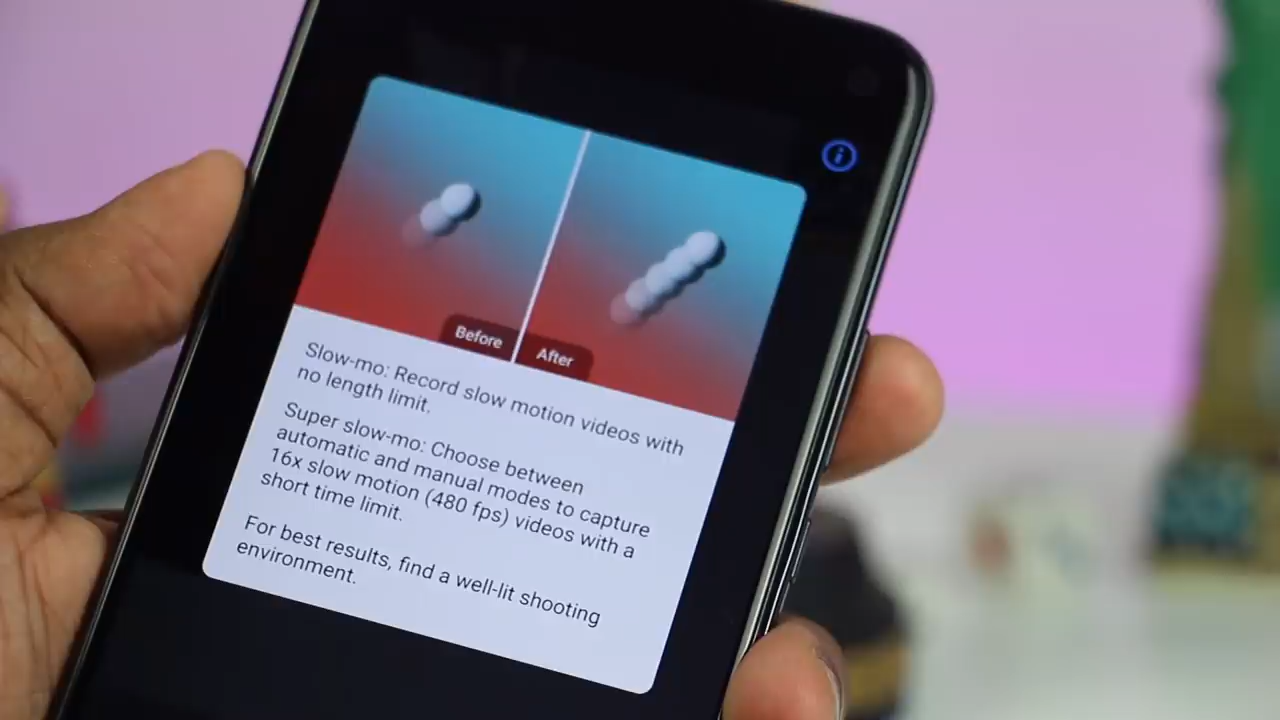 Before
After
Slow-mo: Record slow motion videos with
no length limit.
Super slow-mo: Choose between
automatic and manual modes to capture
16x slow motion (480 fps) videos with a
short time limit.
For best results, find a well-lit shooting
environment.